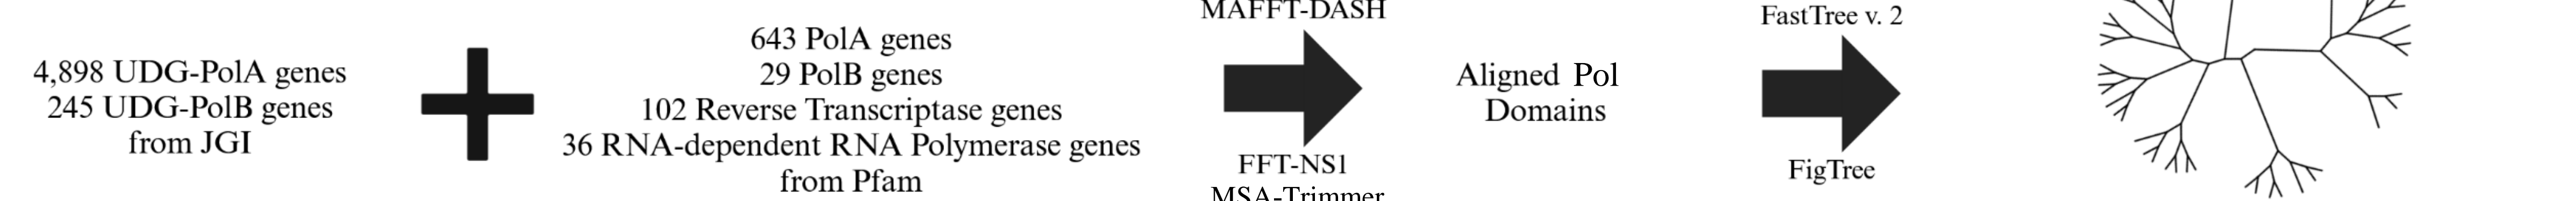 4,898 UDG-PolA genes
245 UDG-PolB genes
from JGI
643 PolA genes
29 PolB genes
102 Reverse Transcriptase genes
36 RNA-dependent RNA Polymerase genes
from Pfam
MAFFT-DASH
FFT-NS1
MSA-Trimmer
Aligned Pol
Domains
FastTree v. 2
FigTree